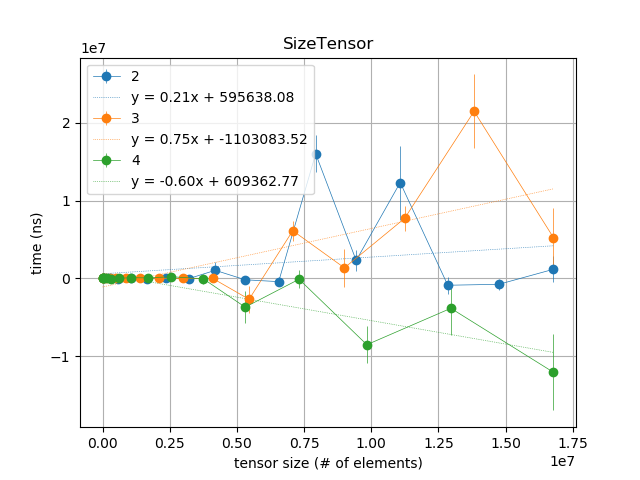 SizeTensor
1e7
2
y = 0.21x + 595638.08
3
y = 0.75x + -1103083.52
4
y = -0.60x + 609362.77
time (ns)
2
1
0
−1
0.00 0.25 0.50 0.75 1.00 1.25 1.50 1.75
tensor size (# of elements)
1e7